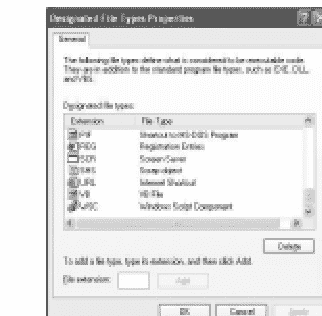 Designated File Types Properties
General
The following file types define what is considered to be executable code.
They are in addition to the standard program file types, such as EXE, DLL,
and VBS.
Designated file types:
Extension File Type
PIF Shortcut to MS-DOS Program
REG Registration Entries
SCR Screen Saver
SHS Scrap object
URL Internet Shortcut
VB VB File
WSC Windows Script Component
Delete
To add a file type, type its extension, and then click Add.
File extension: Add
OK Cancel Apply